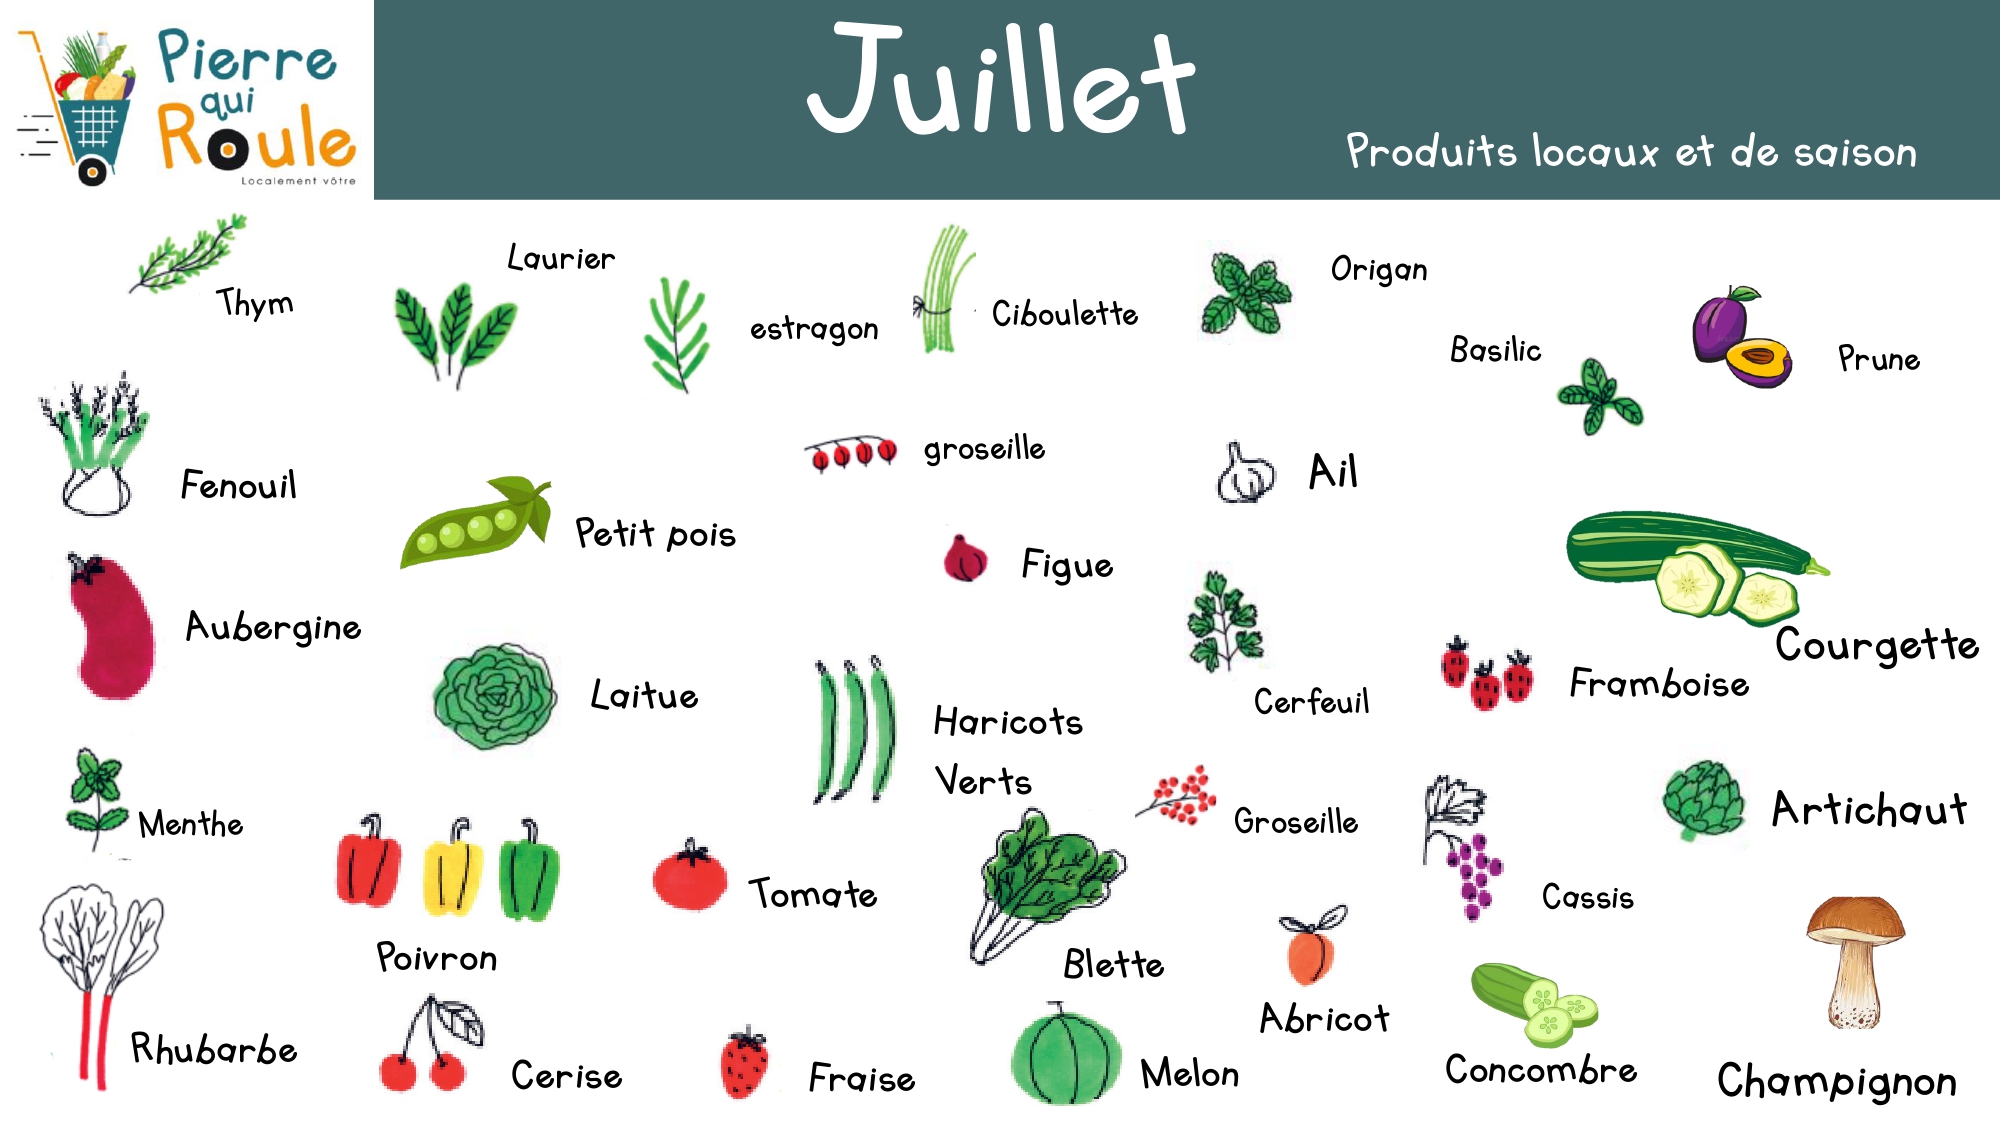 Pierre
qui
Roule
Localement vôtre
Juillet
Produits locaux et de saison
Thym
Laurier
estragon
Ciboulette
Origan
Basilic
Prune
Fenouil
Petit pois
groseille
Ail
Figue
Aubergine
Laitue
Haricots
Verts
Cerfeuil
Framboise
Courgette
Menthe
Poivron
Tomate
Blette
Groseille
Cassis
Artichaut
Rhubarbe
Cerise
Fraise
Melon
Abricot
Concombre
Champignon